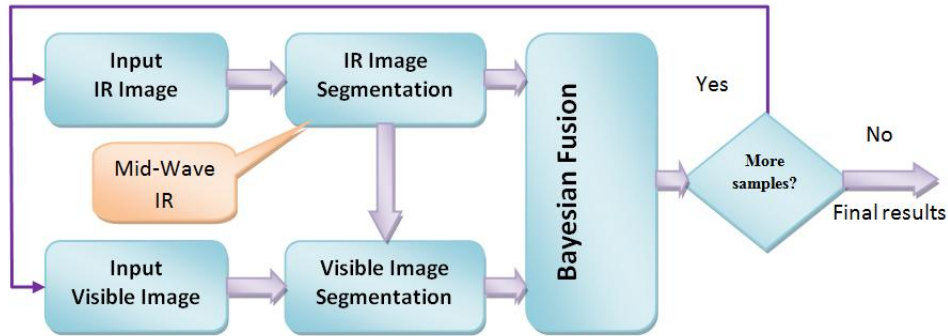 Input
IR Image
IR Image
Segmentation
Mid-Wave
IR
Input
Visible Image
Visible Image
Segmentation
Bayesian Fusion
Yes
More
samples?
No
Final results